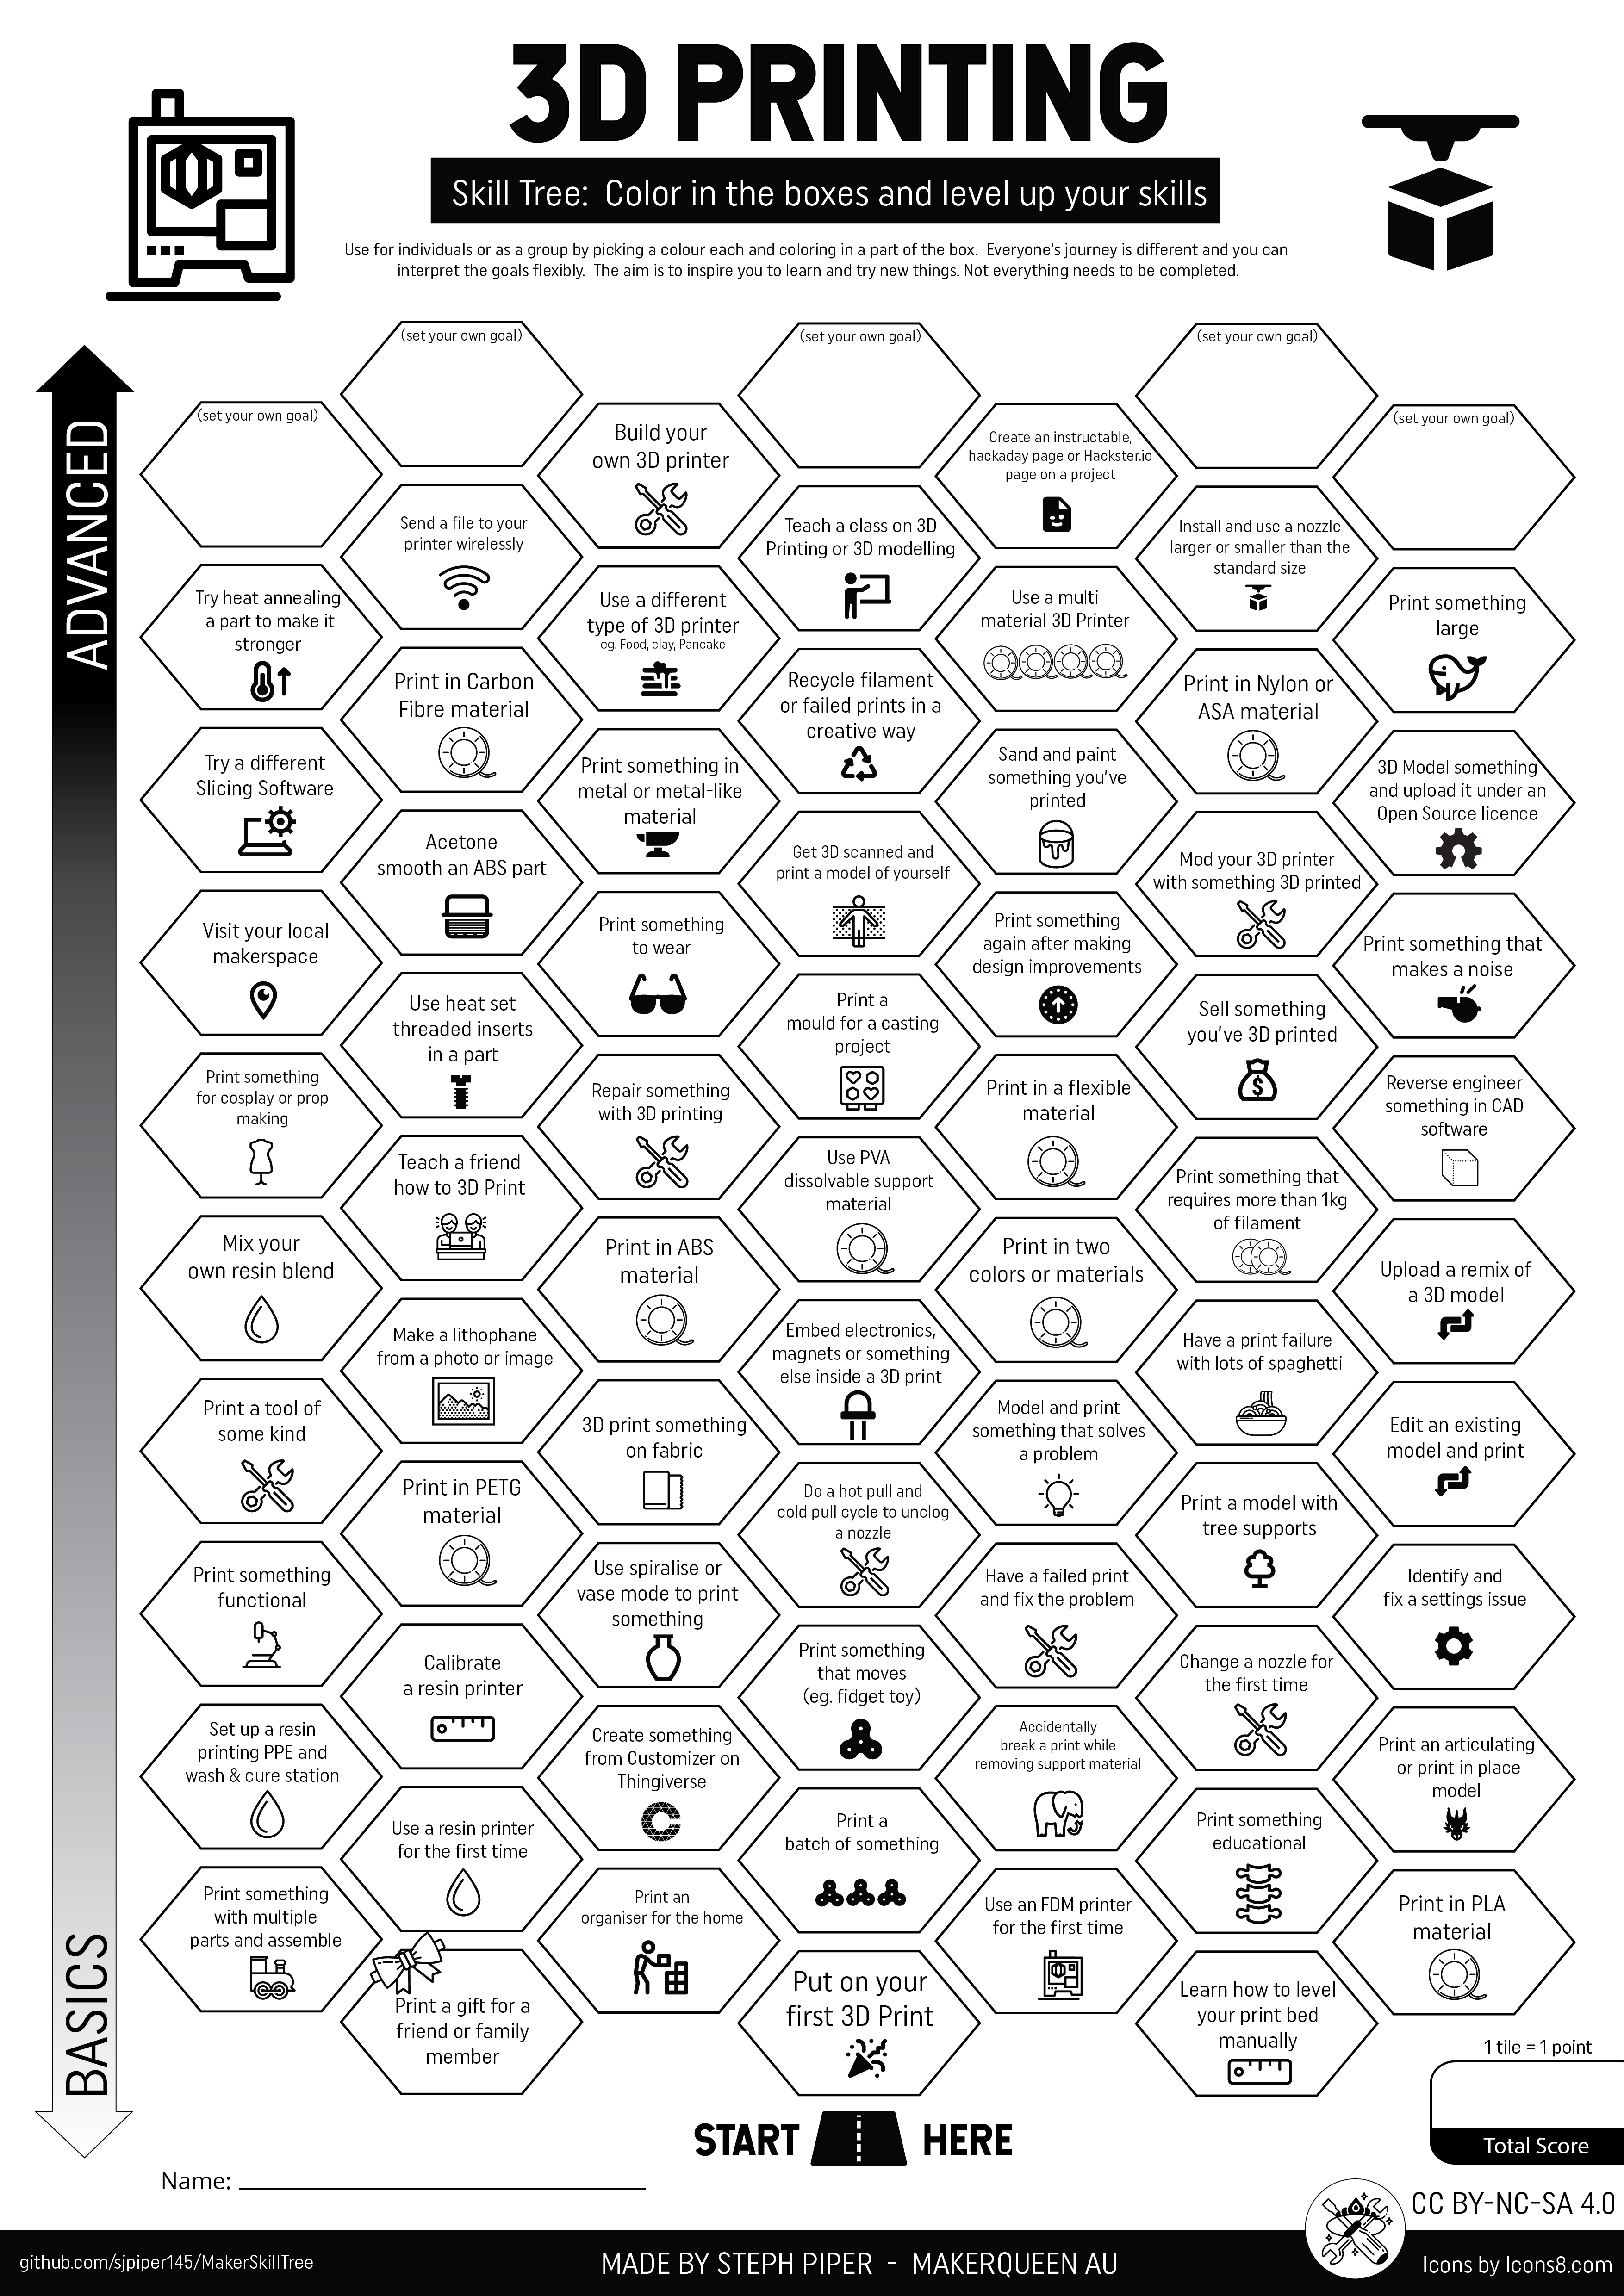 3D PRINTING
Skill Tree:  Color in the boxes and level up your skills
Use for individuals or as a group by picking a colour each and coloring in a part of the box.  Everyone's journey is different and you can
interpret the goals flexibly.  The aim is to inspire you to learn and try new things. Not everything needs to be completed.
ADVANCED
BASICS
(set your own goal)
(set your own goal)
(set your own goal)
(set your own goal)
(set your own goal)
Build your
own 3D printer
Create an instructable,
hackaday page or Hackster.io
page on a project
Send a file to your
printer wirelessly
Teach a class on 3D
Printing or 3D modelling
Install and use a nozzle
larger or smaller than the
standard size
Try heat annealing
a part to make it
stronger
Use a different
type of 3D printer
eg. Food, clay, Pancake
Use a multi
material 3D Printer
Print something
large
Print in Carbon
Fibre material
Recycle filament
or failed prints in a
creative way
Print in Nylon or
ASA material
Try a different
Slicing Software
Print something in
metal or metal-like
material
Sand and paint
something you've
printed
3D Model something
and upload it under an
Open Source licence
Acetone
smooth an ABS part
Get 3D scanned and
print a model of yourself
Mod your 3D printer
with something 3D printed
Visit your local
makerspace
Print something
to wear
Print something
again after making
design improvements
Print something that
makes a noise
Use heat set
threaded inserts
in a part
Print a
mould for a casting
project
Sell something
you've 3D printed
Print something
for cosplay or prop
making
Repair something
with 3D printing
Print in a flexible
material
Reverse engineer
something in CAD
software
Teach a friend
how to 3D Print
Use PVA
dissolvable support
material
Print something that
requires more than 1kg
of filament
Mix your
own resin blend
Print in ABS
material
Print in two
colors or materials
Upload a remix of
a 3D model
Make a lithophane
from a photo or image
Embed electronics,
magnets or something
else inside a 3D print
Have a print failure
with lots of spaghetti
Print a tool of
some kind
3D print something
on fabric
Model and print
something that solves
a problem
Edit an existing
model and print
Print in PETG
material
Do a hot pull and
cold pull cycle to unclog
a nozzle
Print a model with
tree supports
Print something
functional
Use spiralise or
vase mode to print
something
Have a failed print
and fix the problem
Identify and
fix a settings issue
Calibrate
a resin printer
Print something
that moves
(eg. fidget toy)
Change a nozzle for
the first time
Set up a resin
printing PPE and
wash & cure station
Create something
from Customizer on
Thingiverse
Accidentally
break a print while
removing support material
Print an articulating
or print in place
model
Use a resin printer
for the first time
Print a
batch of something
Print something
educational
Print something
with multiple
parts and assemble
Print an
organiser for the home
Use an FDM printer
for the first time
Print in PLA
material
Print a gift for a
friend or family
member
Put on your
first 3D Print
Learn how to level
your print bed
manually
START HERE
1 tile = 1 point
Total Score
Name:
CC BY-NC-SA 4.0
github.com/sjpiper145/MakerSkillTree
MADE BY STEPH PIPER  -  MAKERQUEEN AU
Icons by Icons8.com